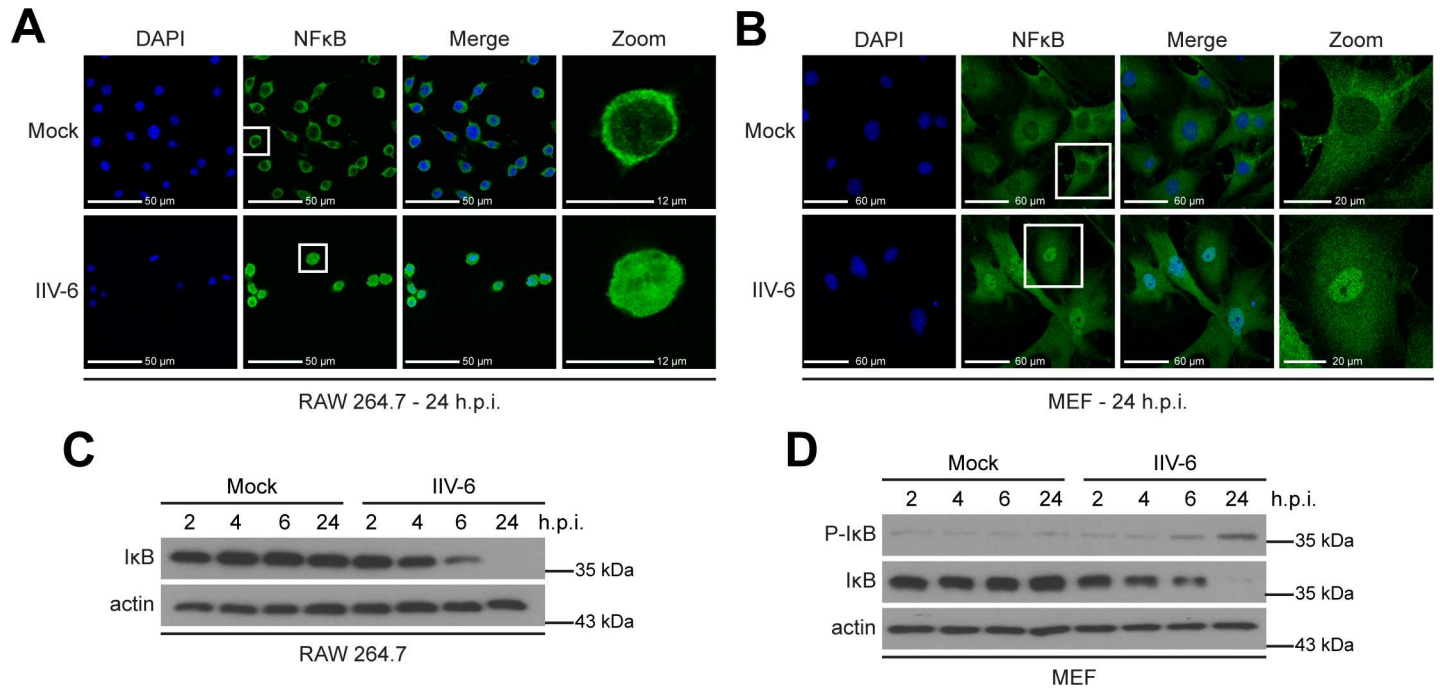 A
DAPI NFκB Merge Zoom
Mock
50 µm 50 µm 50 µm 12 µm
IIV-6
50 µm 50 µm 50 µm 12 µm
RAW 264.7 - 24 h.p.i.
B
DAPI NFκB Merge Zoom
Mock
60 µm 60 µm 60 µm 20 µm
IIV-6
60 µm 60 µm 60 µm 20 µm
MEF - 24 h.p.i.
C
Mock IIV-6
2 4 6 24 2 4 6 24 h.p.i.
IκB
35 kDa
actin
43 kDa
RAW 264.7
D
Mock IIV-6
2 4 6 24 2 4 6 24 h.p.i.
P-IκB
35 kDa
IκB
35 kDa
actin
43 kDa
MEF